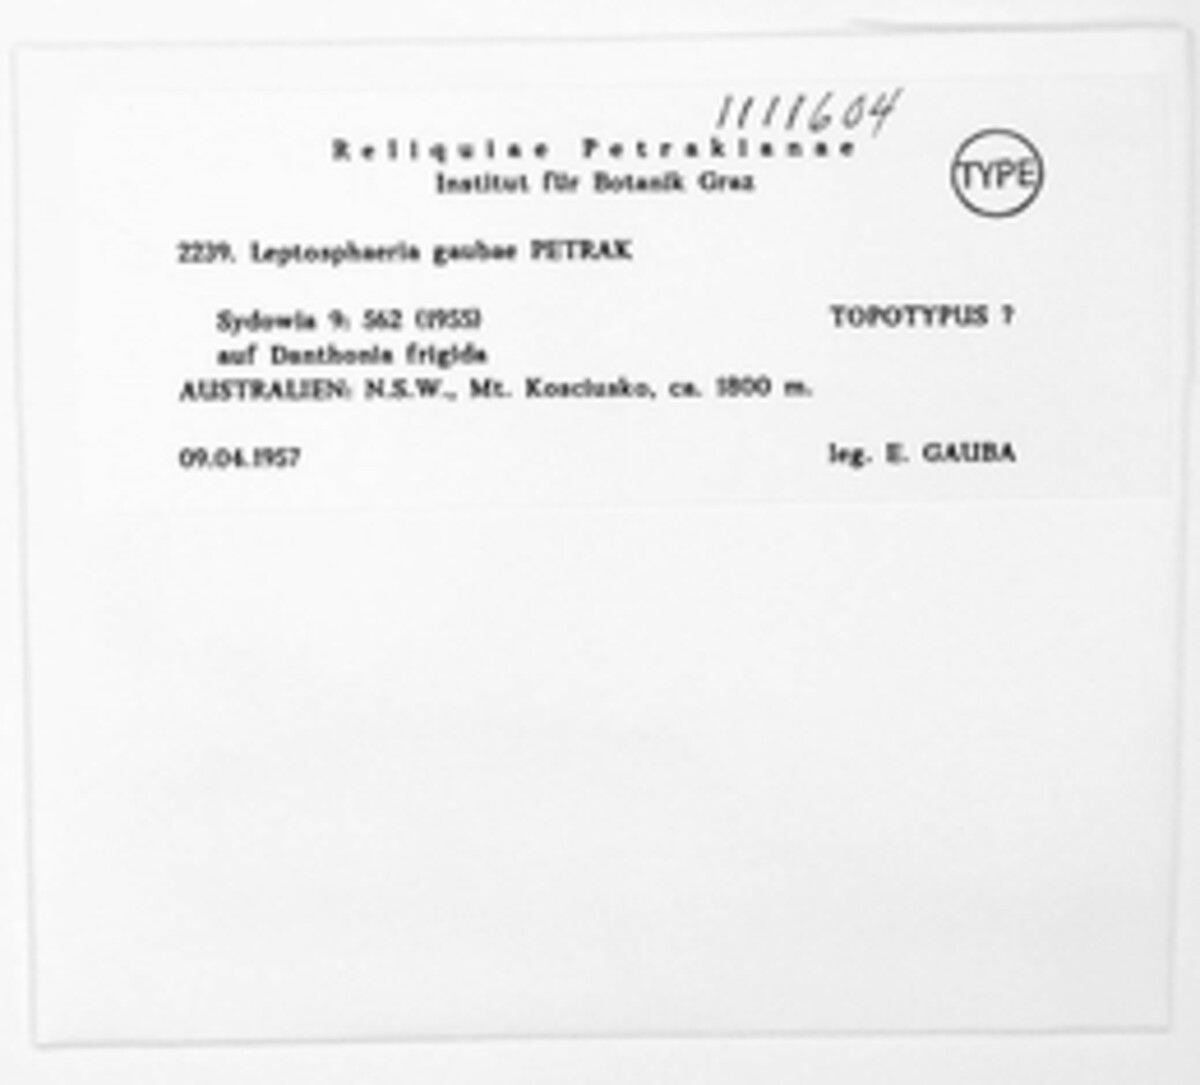 1111604
Reliquiae Petrakianae
TYPE
Institut für Botanik Graz
2239. Leptosphaeria gaubae PETRAK
Sydowia 9: 562 (1955) TOPOTYPUS ?
auf Danthonia frigida
AUSTRALIEN: N.S.W., Mt. Kosciusko, ca. 1800 m.
09.04.1957 leg. E. GAUBA